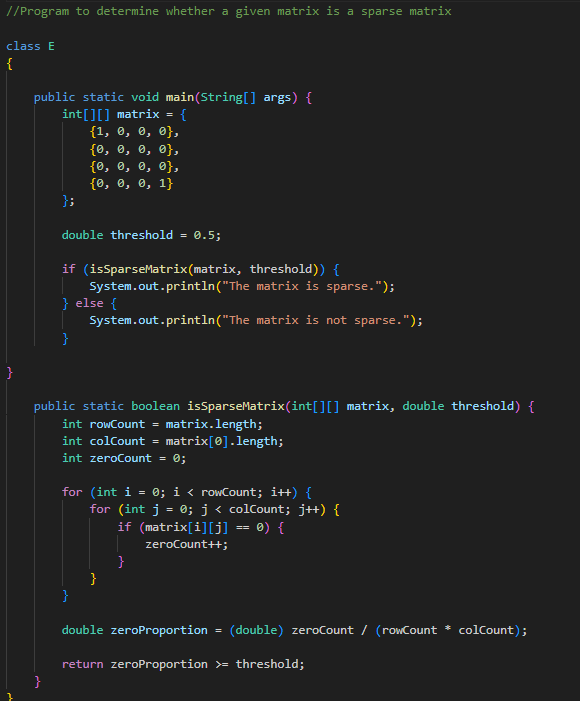 //Program to determine whether a given matrix is a sparse matrix

class E
{

    public static void main(String[] args) {
        int[][] matrix = {
            {1, 0, 0, 0},
            {0, 0, 0, 0},
            {0, 0, 0, 0},
            {0, 0, 0, 1}
        };

        double threshold = 0.5;

        if (isSparseMatrix(matrix, threshold)) {
            System.out.println("The matrix is sparse.");
        } else {
            System.out.println("The matrix is not sparse.");
        }

}

    public static boolean isSparseMatrix(int[][] matrix, double threshold) {
        int rowCount = matrix.length;
        int colCount = matrix[0].length;
        int zeroCount = 0;

        for (int i = 0; i < rowCount; i++) {
            for (int j = 0; j < colCount; j++) {
                if (matrix[i][j] == 0) {
                    zeroCount++;
                }
            }
        }

        double zeroProportion = (double) zeroCount / (rowCount * colCount);

        return zeroProportion >= threshold;
    }
}